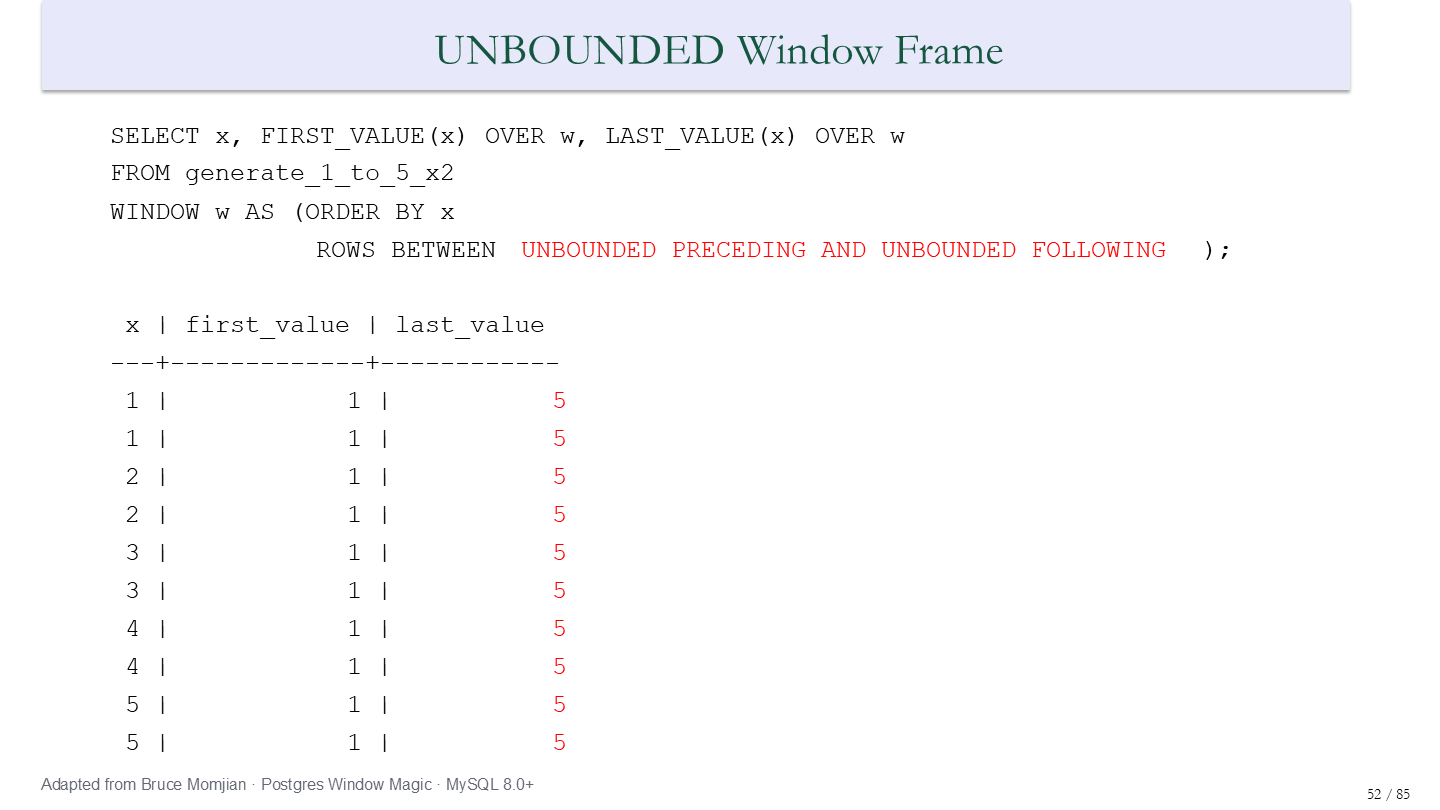 UNBOUNDED Window Frame
SELECT x, FIRST_VALUE(x) OVER w, LAST_VALUE(x) OVER w
FROM generate_1_to_5_x2
WINDOW w AS (ORDER BY x
ROWS BETWEEN UNBOUNDED PRECEDING AND UNBOUNDED FOLLOWING );
x | first_value | last_value
---+-------------+------------
1 | 1 | 5
1 | 1 | 5
2 | 1 | 5
2 | 1 | 5
3 | 1 | 5
3 | 1 | 5
4 | 1 | 5
4 | 1 | 5
5 | 1 | 5
5 | 1 | 5
Adapted from Bruce Momjian · Postgres Window Magic · MySQL 8.0+
52 / 85